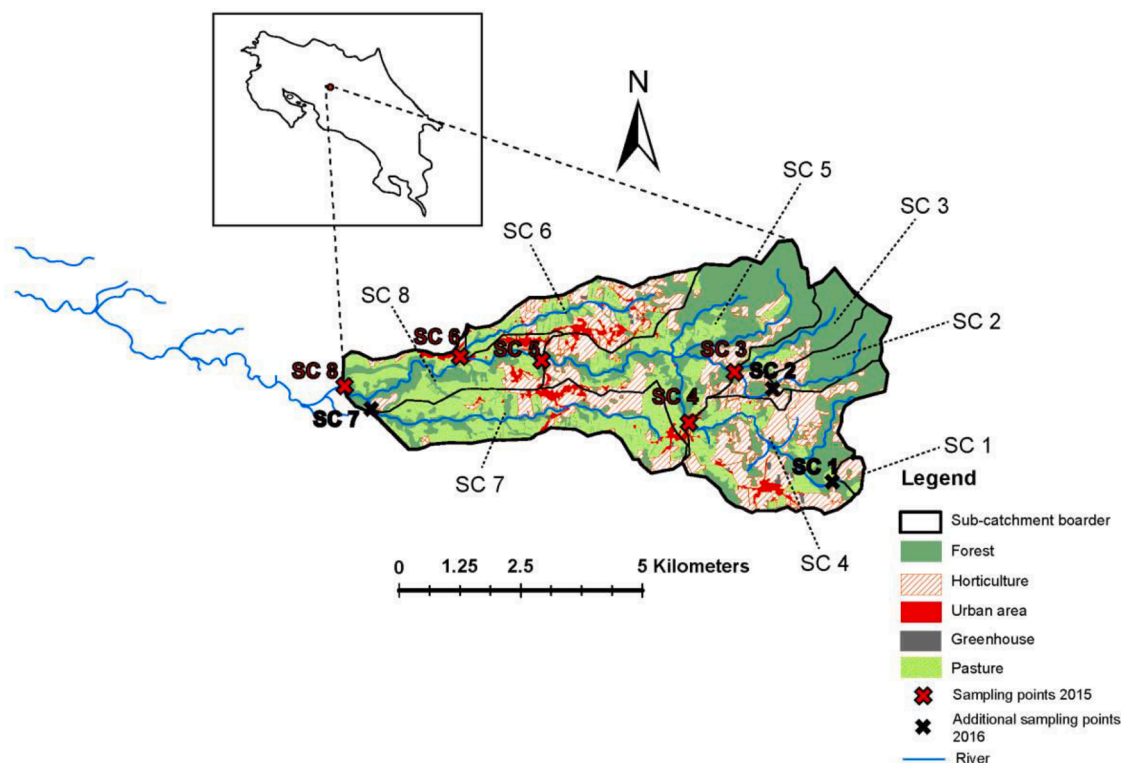 N
SC 5
SC 3
SC 6
SC 8
SC 2
SC 6
SC 5
SC 3
SC 8
SC 2
SC 7
SC 4
SC 1
SC 1
SC 7
SC 4
0 1.25 2.5 5 Kilometers
Legend
Sub-catchment boarder
Forest
Horticulture
Urban area
Greenhouse
Pasture
Sampling points 2015
Additional sampling points
2016
River